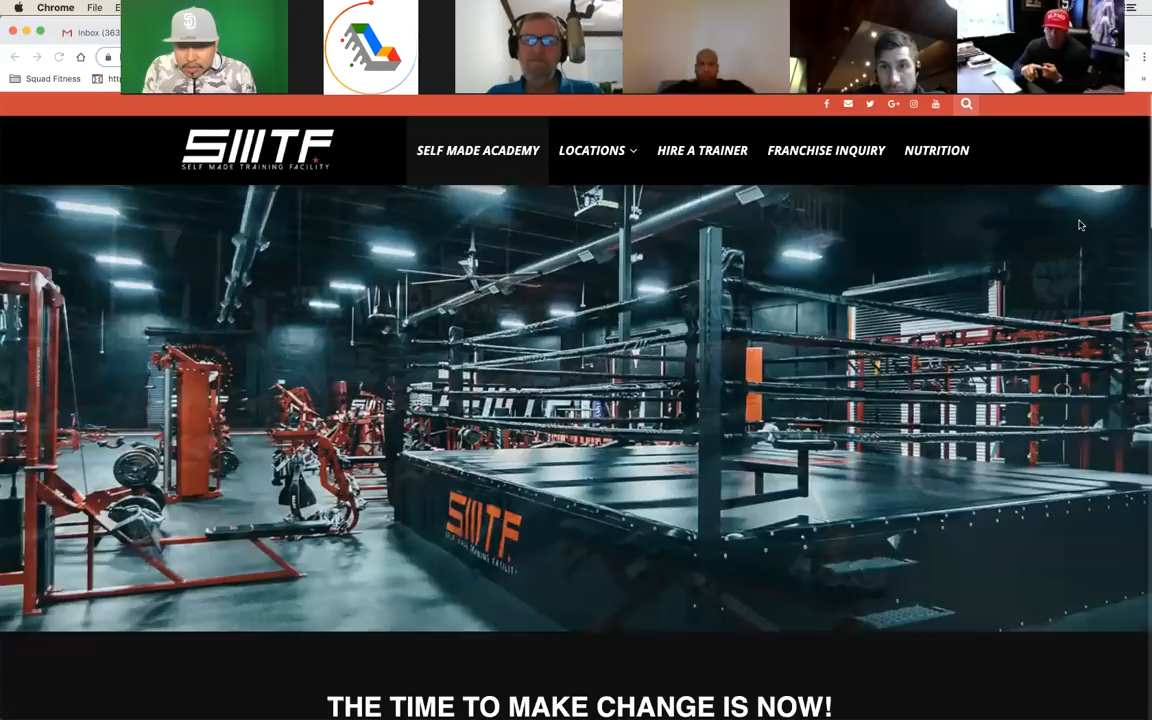 Chrome File E
Inbox (363
Squad Fitness
SMTF
SELF MADE TRAINING FACILITY
SELF MADE ACADEMY LOCATIONS HIRE A TRAINER FRANCHISE INQUIRY NUTRITION
SMTF
SELF MADE TRAINING FACILITY
THE TIME TO MAKE CHANGE IS NOW!